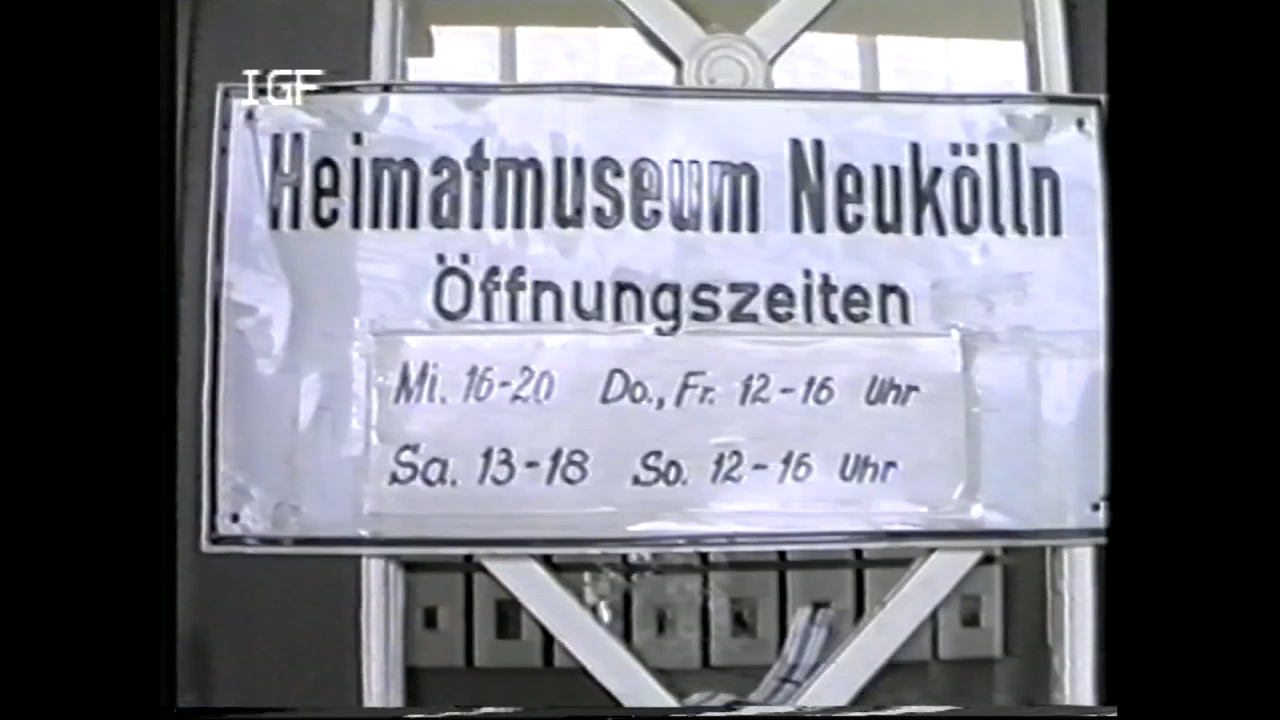 IGF
Heimatmuseum Neukölln
Öffnungszeiten
Mi. 16-20 Do., Fr. 12-16 Uhr
Sa. 13-18 So. 12-16 Uhr